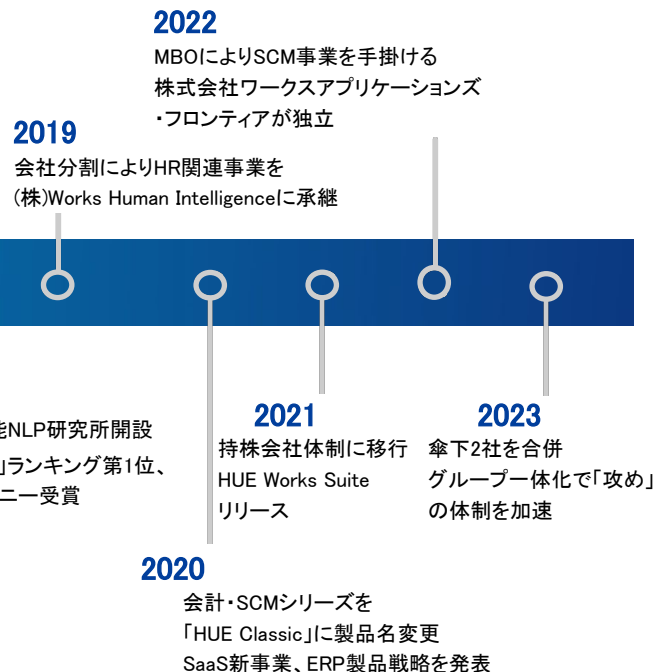 2022
MBOによりSCM事業を手掛ける
株式会社ワークスアプリケーションズ
・フロンティアが独立
2019
会社分割によりHR関連事業を
(株)Works Human Intelligenceに承継
能NLP研究所開設
」ランキング第1位、
ニー受賞
2021
持株会社体制に移行
HUE Works Suite
リリース
2023
傘下2社を合併
グループ一体化で「攻め」
の体制を加速
2020
会計・SCMシリーズを
「HUE Classic」に製品名変更
SaaS新事業、ERP製品戦略を発表